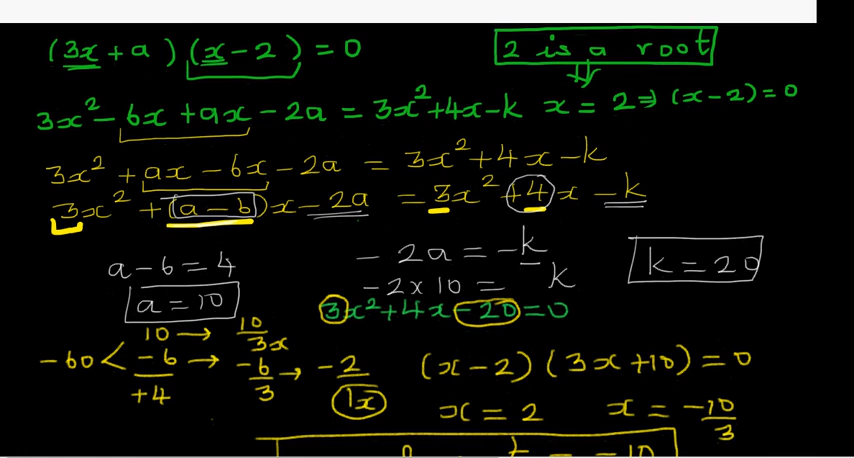 (3x + a) (x - 2) = 0
2 is a root
3x² - 6x + ax - 2a = 3x² + 4x - k x = 2 ⇒ (x - 2) = 0
3x² + ax - 6x - 2a = 3x² + 4x - k
3x² + (a - 6)x - 2a = 3x² + 4x - k
a - 6 = 4
a = 10
- 2a = - k
- 2 x 10 = k
k = 20
3x² + 4x - 20 = 0
10 → 10/3x
-60 < -6 → -6/3 → -2/1x
+4
(x - 2) (3x + 10) = 0
x = 2 x = -10/3